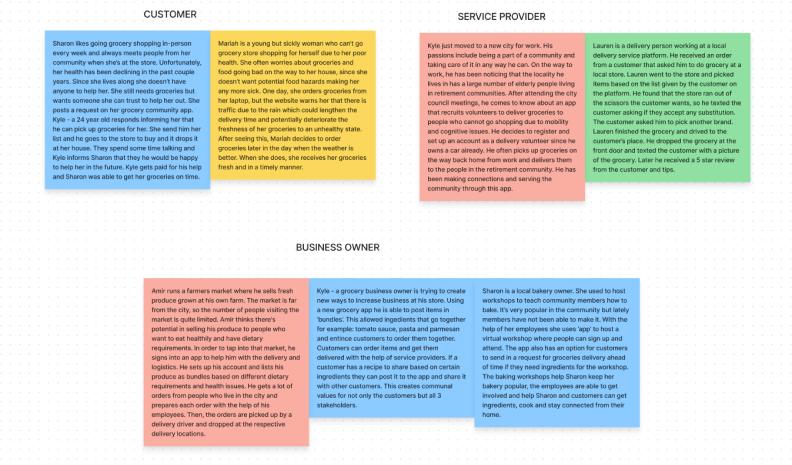 CUSTOMER
Sharon likes going grocery shopping in-person
every week and always meets people from her
community when she's at the store. Unfortunately,
her health has been declining in the past couple
years. Since she lives along she doesn't have
anyone to help her. She still needs groceries but
wants someone she can trust to help her out. She
posts a request on her grocery community app.
Kyle - a 24 year old responds informing her that
he can pick up groceries for her. She send him her
list and he goes to the store to buy and it drops it
at her house. They spend some time talking and
Kyle informs Sharon that they he would be happy
to help her in the future. Kyle gets paid for his help
and Sharon was able to get her groceries on time.
Mariah is a young but sickly woman who can't go
grocery store shopping for herself due to her poor
health. She often worries about groceries and
food going bad on the way to her house, since she
doesn't want potential food hazards making her
any more sick. One day, she orders groceries from
her laptop, but the website warns her that there is
traffic due to the rain which could lengthen the
delivery time and potentially deteriorate the
freshness of her groceries to an unhealthy state.
After seeing this, Mariah decides to order
groceries later in the day when the weather is
better. When she does, she receives her groceries
fresh and in a timely manner.
SERVICE PROVIDER
Kyle just moved to a new city for work. His
passions include being a part of a community and
taking care of it in any way he can. On the way to
work, he has been noticing that the locality he
lives in has a large number of elderly people living
in retirement communities. After attending the city
council meetings, he comes to know about an app
that recruits volunteers to deliver groceries to
people who cannot go shopping due to mobility
and cognitive issues. He decides to register and
set up an account as a delivery volunteer since he
owns a car already. He often picks up groceries on
the way back home from work and delivers them
to the people in the retirement community. He has
been making connections and serving the
community through this app.
Lauren is a delivery person working at a local
delivery service platform. He received an order
from a customer that asked him to do grocery at a
local store. Lauren went to the store and picked
items based on the list given by the customer on
the platform. He found that the store ran out of
the scissors the customer wants, so he texted the
customer asking if they accept any substitution.
The customer asked him to pick another brand.
Lauren finished the grocery and drived to the
customer's place. He dropped the grocery at the
front door and texted the customer with a picture
of the grocery. Later he received a 5 star review
from the customer and tips.
BUSINESS OWNER
Amir runs a farmers market where he sells fresh
produce grown at his own farm. The market is far
from the city, so the number of people visiting the
market is quite limited. Amir thinks there's
potential in selling his produce to people who
want to eat healthily and have dietary
requirements. In order to tap into that market, he
signs into an app to help him with the delivery and
logistics. He sets up his account and lists his
produce as bundles based on different dietary
requirements and health issues. He gets a lot of
orders from people who live in the city and
prepares each order with the help of his
employees. Then, the orders are picked up by a
delivery driver and dropped at the respective
delivery locations.
Kyle - a grocery business owner is trying to create
new ways to increase business at his store. Using
a new grocery app he is able to post items in
'bundles'. This allowed ingedients that go together
for example: tomato sauce, pasta and parmesan
and entince customers to order them together.
Customers can order items and get them
delivered with the help of service providers. If a
customer has a recipe to share based on certain
ingredients they can post it to the app and share it
with other customers. This creates communal
values for not only the customers but all 3
stakeholders.
Sharon is a local bakery owner. She used to host
workshops to teach community members how to
bake. It's very popular in the community but lately
members have not been able to make it. With the
help of her employees she uses 'app' to host a
virtual workshop where people can sign up and
attend. The app also has an option for customers
to send in a request for groceries delivery ahead
of time if they need ingredients for the workshop.
The baking workshops help Sharon keep her
bakery popular, the employees are able to get
involved and help Sharon and customers can get
ingredients, cook and stay connected from their
home.